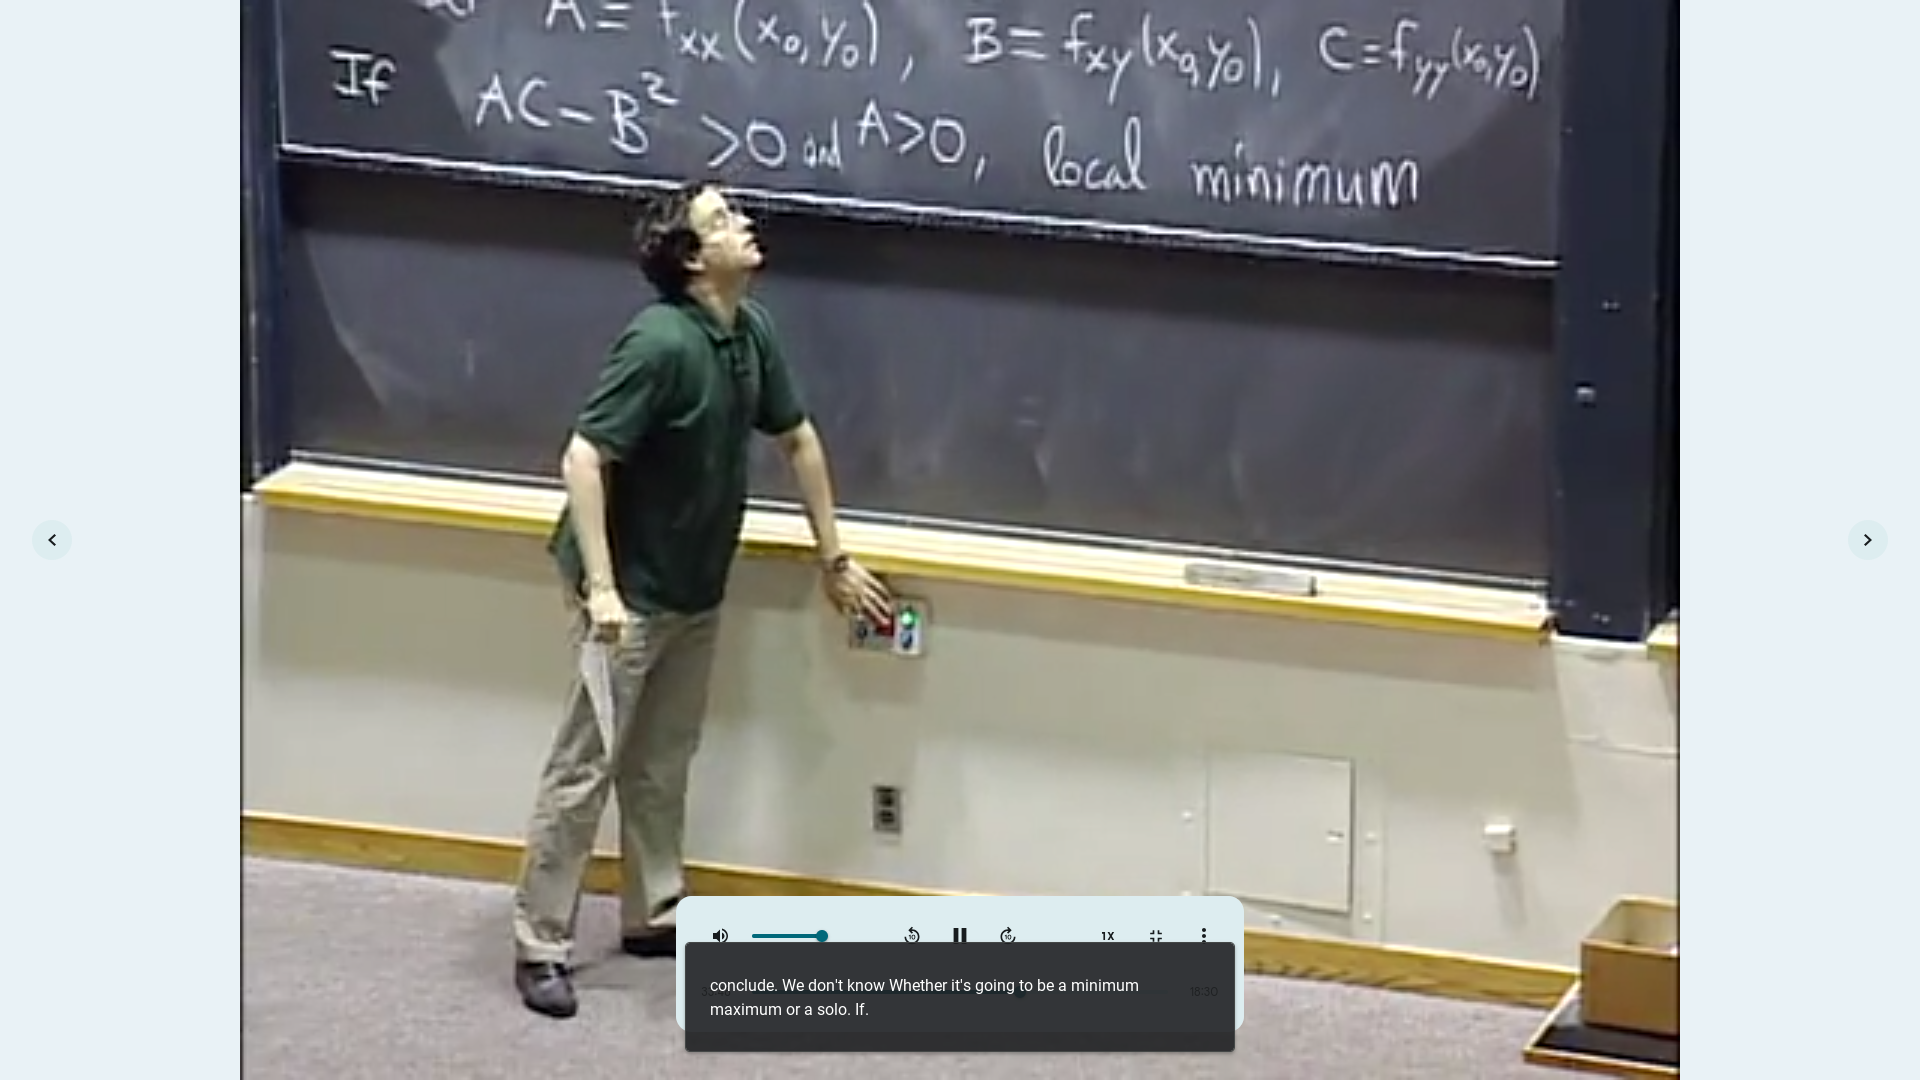 A = fxx(x0, y0), B = fxy(x0, y0), C = fyy(x0, y0)
If AC - B² > 0 and A > 0, local minimum
1X
conclude. We don't know Whether it's going to be a minimum
maximum or a solo. If.
18:30